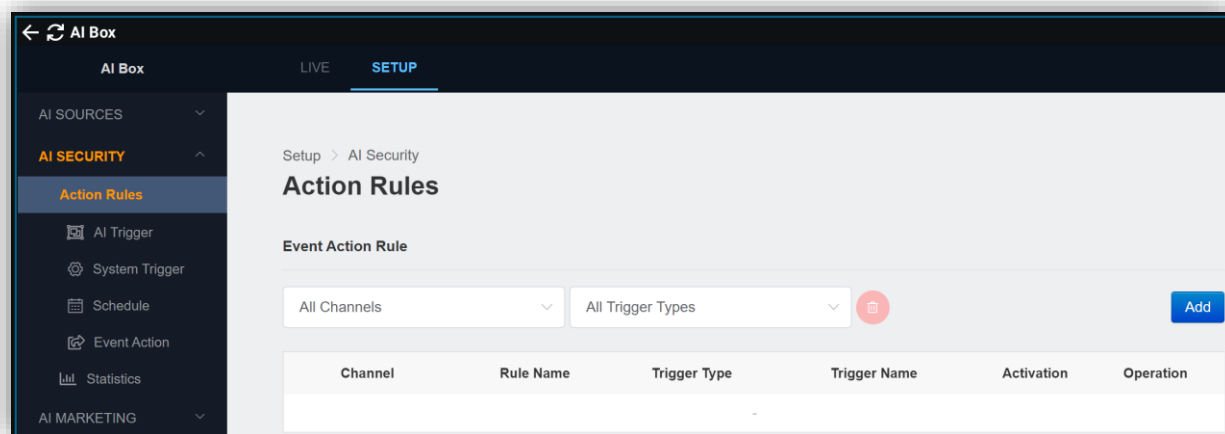 AI Box
AI Box
LIVE SETUP
AI SOURCES
AI SECURITY
Action Rules
AI Trigger
System Trigger
Schedule
Event Action
Statistics
AI MARKETING
Setup > AI Security
Action Rules
Event Action Rule
All Channels All Trigger Types Add
Channel Rule Name Trigger Type Trigger Name Activation Operation
-